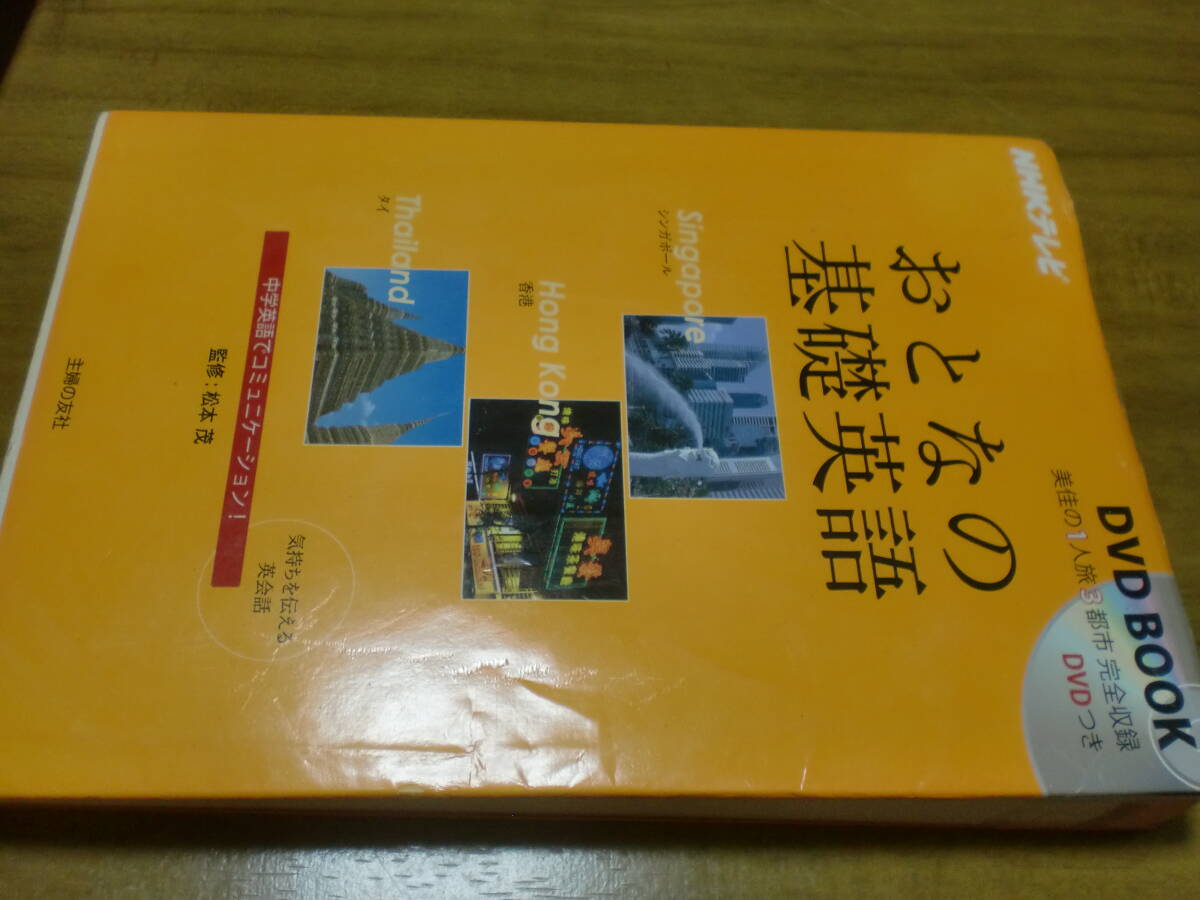 NHKテレビ
DVD BOOK
美佳の1人旅 3都市 完全収録
DVDつき
おとなの
基礎英語
Singapore
シンガポール
Hong Kong
香港
Thailand
タイ
気持ちを伝える
英会話
中学英語でコミュニケーション!
監修:松本 茂
主婦の友社